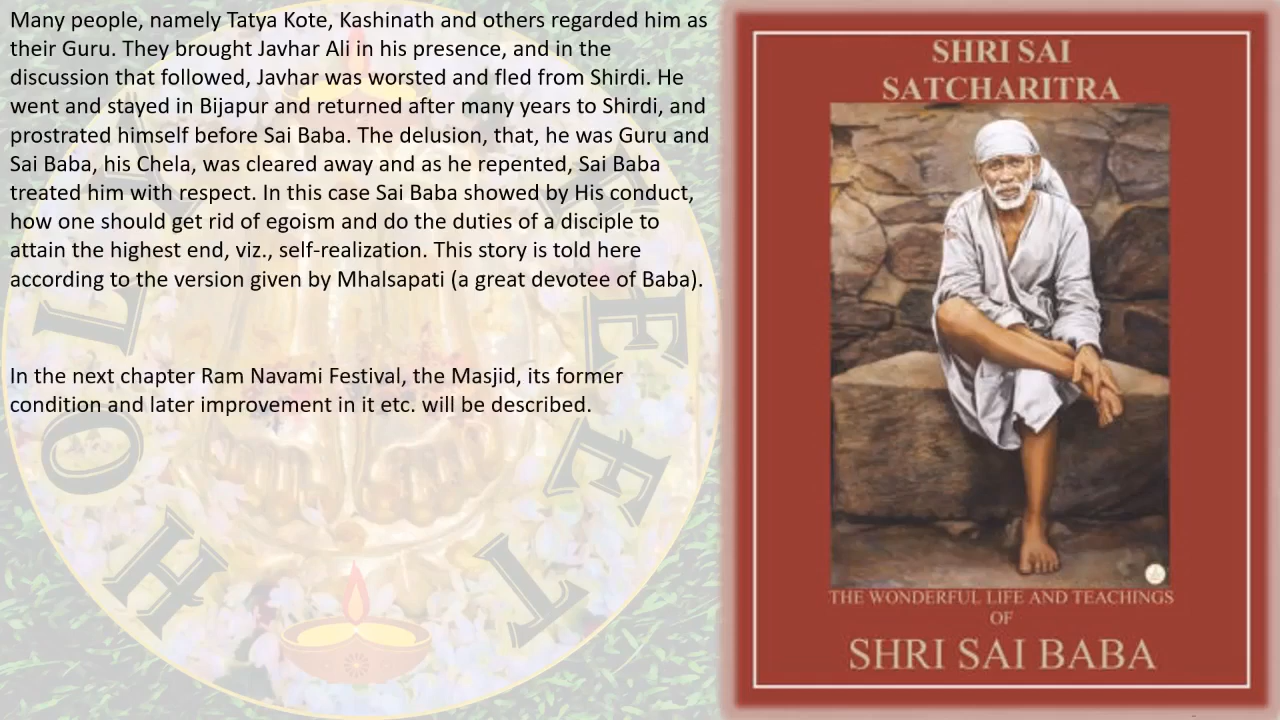 Many people, namely Tatya Kote, Kashinath and others regarded him as
their Guru. They brought Javhar Ali in his presence, and in the
discussion that followed, Javhar was worsted and fled from Shirdi. He
went and stayed in Bijapur and returned after many years to Shirdi, and
prostrated himself before Sai Baba. The delusion, that, he was Guru and
Sai Baba, his Chela, was cleared away and as he repented, Sai Baba
treated him with respect. In this case Sai Baba showed by His conduct,
how one should get rid of egoism and do the duties of a disciple to
attain the highest end, viz., self-realization. This story is told here
according to the version given by Mhalsapati (a great devotee of Baba).
In the next chapter Ram Navami Festival, the Masjid, its former
condition and later improvement in it etc. will be described.
SHRI SAI
SATCHARITRA
THE WONDERFUL LIFE AND TEACHINGS
OF
SHRI SAI BABA